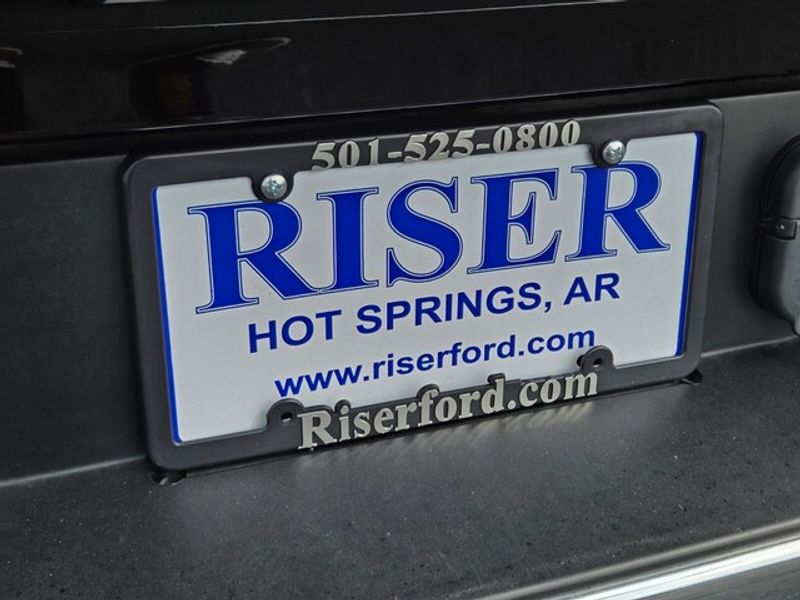 501-525-0800
RISER
HOT SPRINGS, AR
www.riserford.com
Riserford.com